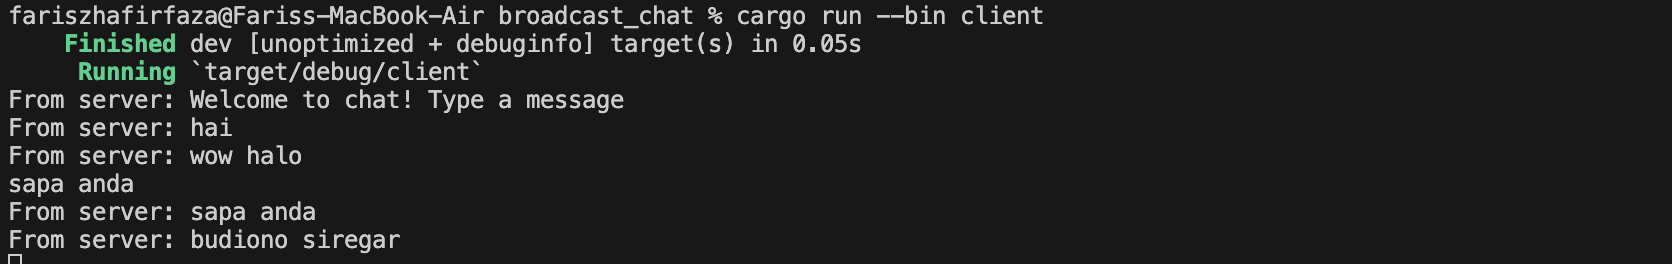 fariszhafirfaza@Fariss-MacBook-Air broadcast_chat % cargo run --bin client
Finished dev [unoptimized + debuginfo] target(s) in 0.05s
Running `target/debug/client`
From server: Welcome to chat! Type a message
From server: hai
From server: wow halo
sapa anda
From server: sapa anda
From server: budiono siregar